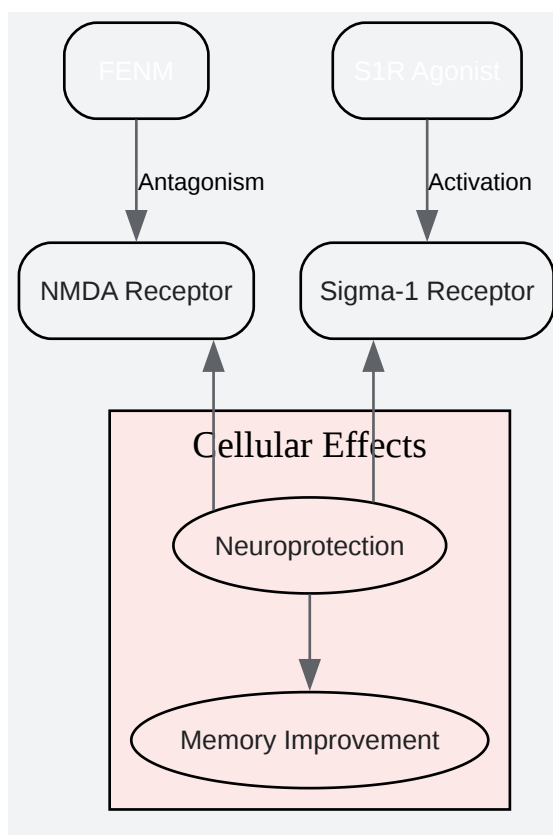 FENM
S1R Agonist
Antagonism
Activation
NMDA Receptor
Sigma-1 Receptor
Cellular Effects
Neuroprotection
Memory Improvement